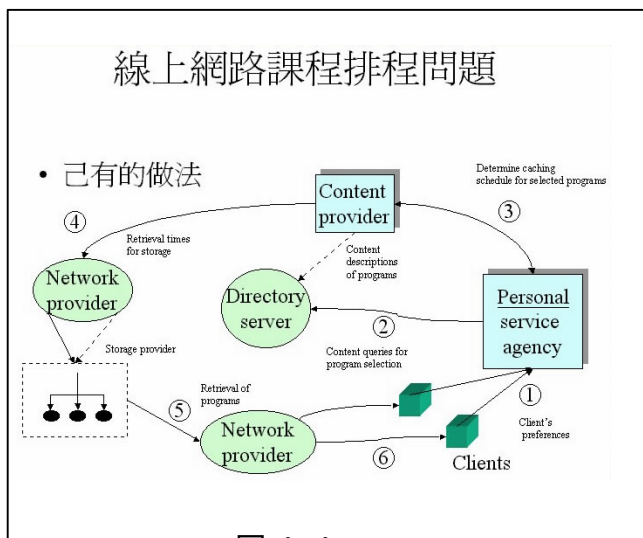 線上網路課程排程問題
• 己有的做法
Determine caching
schedule for selected programs
Content
provider
④
③
Retrieval times
for storage
Content
descriptions
of programs
Network
provider
Directory
server
Personal
service
agency
②
Storage provider
Content queries for
program selection
Retrieval of
programs
⑤
①
Client's
preferences
Network
provider
⑥
Clients